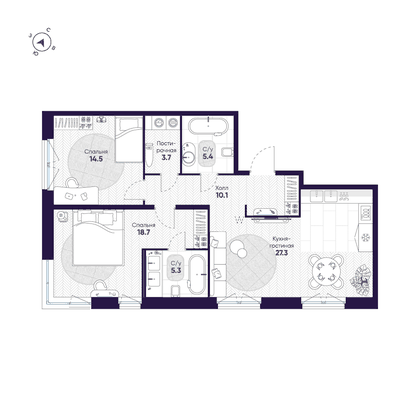 С
Ю
В
Спальня
14.5
Пости-
рочная
3.7
С/у
5.4
Холл
10.1
Спальня
18.7
С/у
5.3
Кухня-
гостиная
27.3